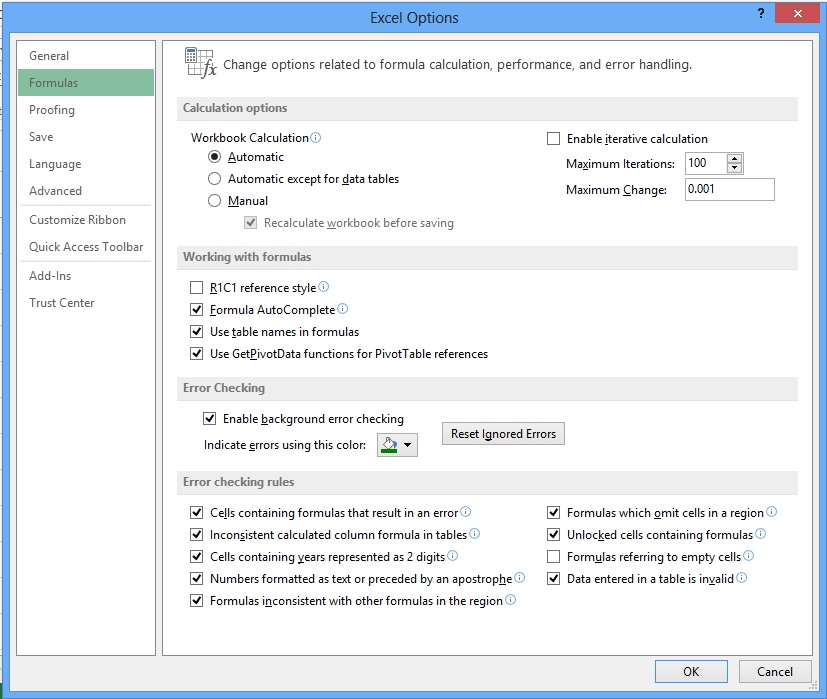 Excel Options
?
General
Formulas
Proofing
Save
Language
Advanced
Customize Ribbon
Quick Access Toolbar
Add-Ins
Trust Center
fx Change options related to formula calculation, performance, and error handling.
Calculation options
Workbook Calculation
Automatic
Automatic except for data tables
Manual
Recalculate workbook before saving
Enable iterative calculation
Maximum Iterations: 100
Maximum Change: 0.001
Working with formulas
R1C1 reference style
Formula AutoComplete
Use table names in formulas
Use GetPivotData functions for PivotTable references
Error Checking
Enable background error checking
Indicate errors using this color:
Reset Ignored Errors
Error checking rules
Cells containing formulas that result in an error
Inconsistent calculated column formula in tables
Cells containing years represented as 2 digits
Numbers formatted as text or preceded by an apostrophe
Formulas inconsistent with other formulas in the region
Formulas which omit cells in a region
Unlocked cells containing formulas
Formulas referring to empty cells
Data entered in a table is invalid
OK
Cancel